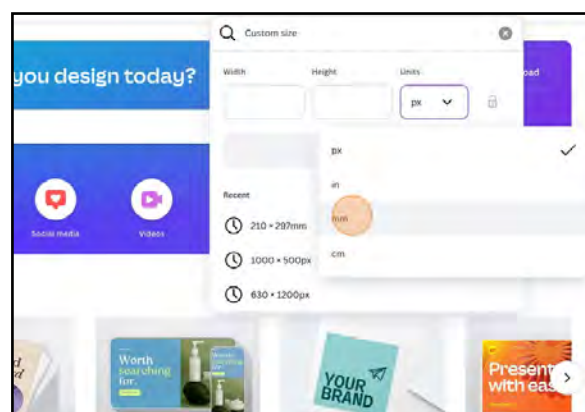 Custom size
you design today?
Width
Height
Units
oad
px
px
in
mm
cm
Social media
Videos
Recent
210 × 297mm
1000 × 500px
630 × 1200px
Worth
searching
for.
YOUR
BRAND
Present
with eas